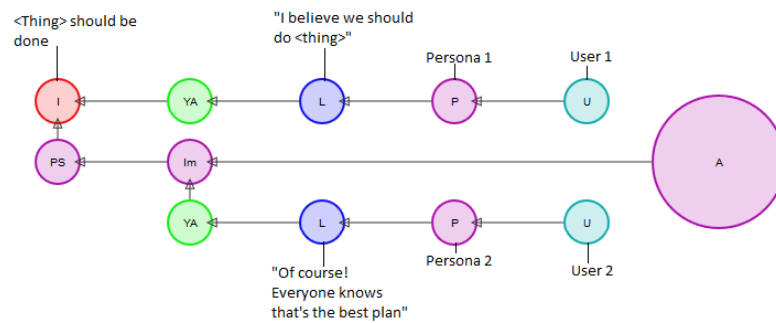 <Thing> should be
done
"I believe we should
do <thing>"
Persona 1
User 1
I
YA
L
P
U
PS
Im
A
YA
L
P
U
"Of course!
Everyone knows
that's the best plan"
Persona 2
User 2